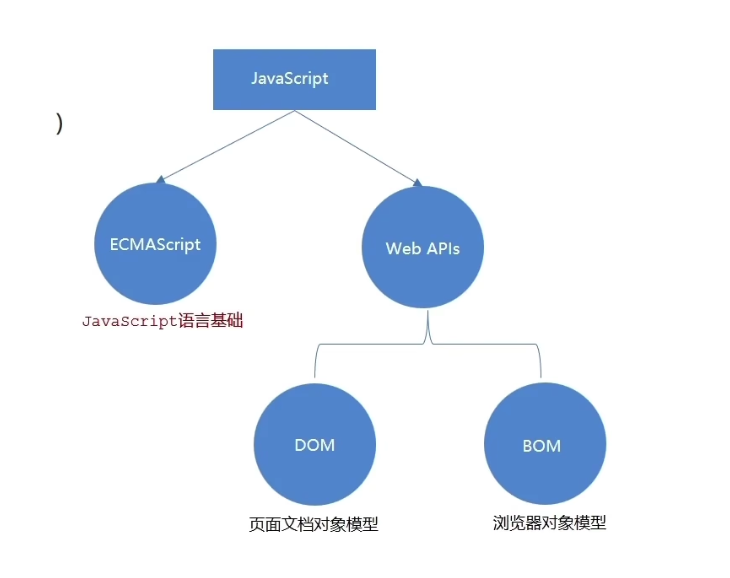 JavaScript
)
ECMAScript
Web APIs
JavaScript语言基础
DOM
BOM
页面文档对象模型
浏览器对象模型